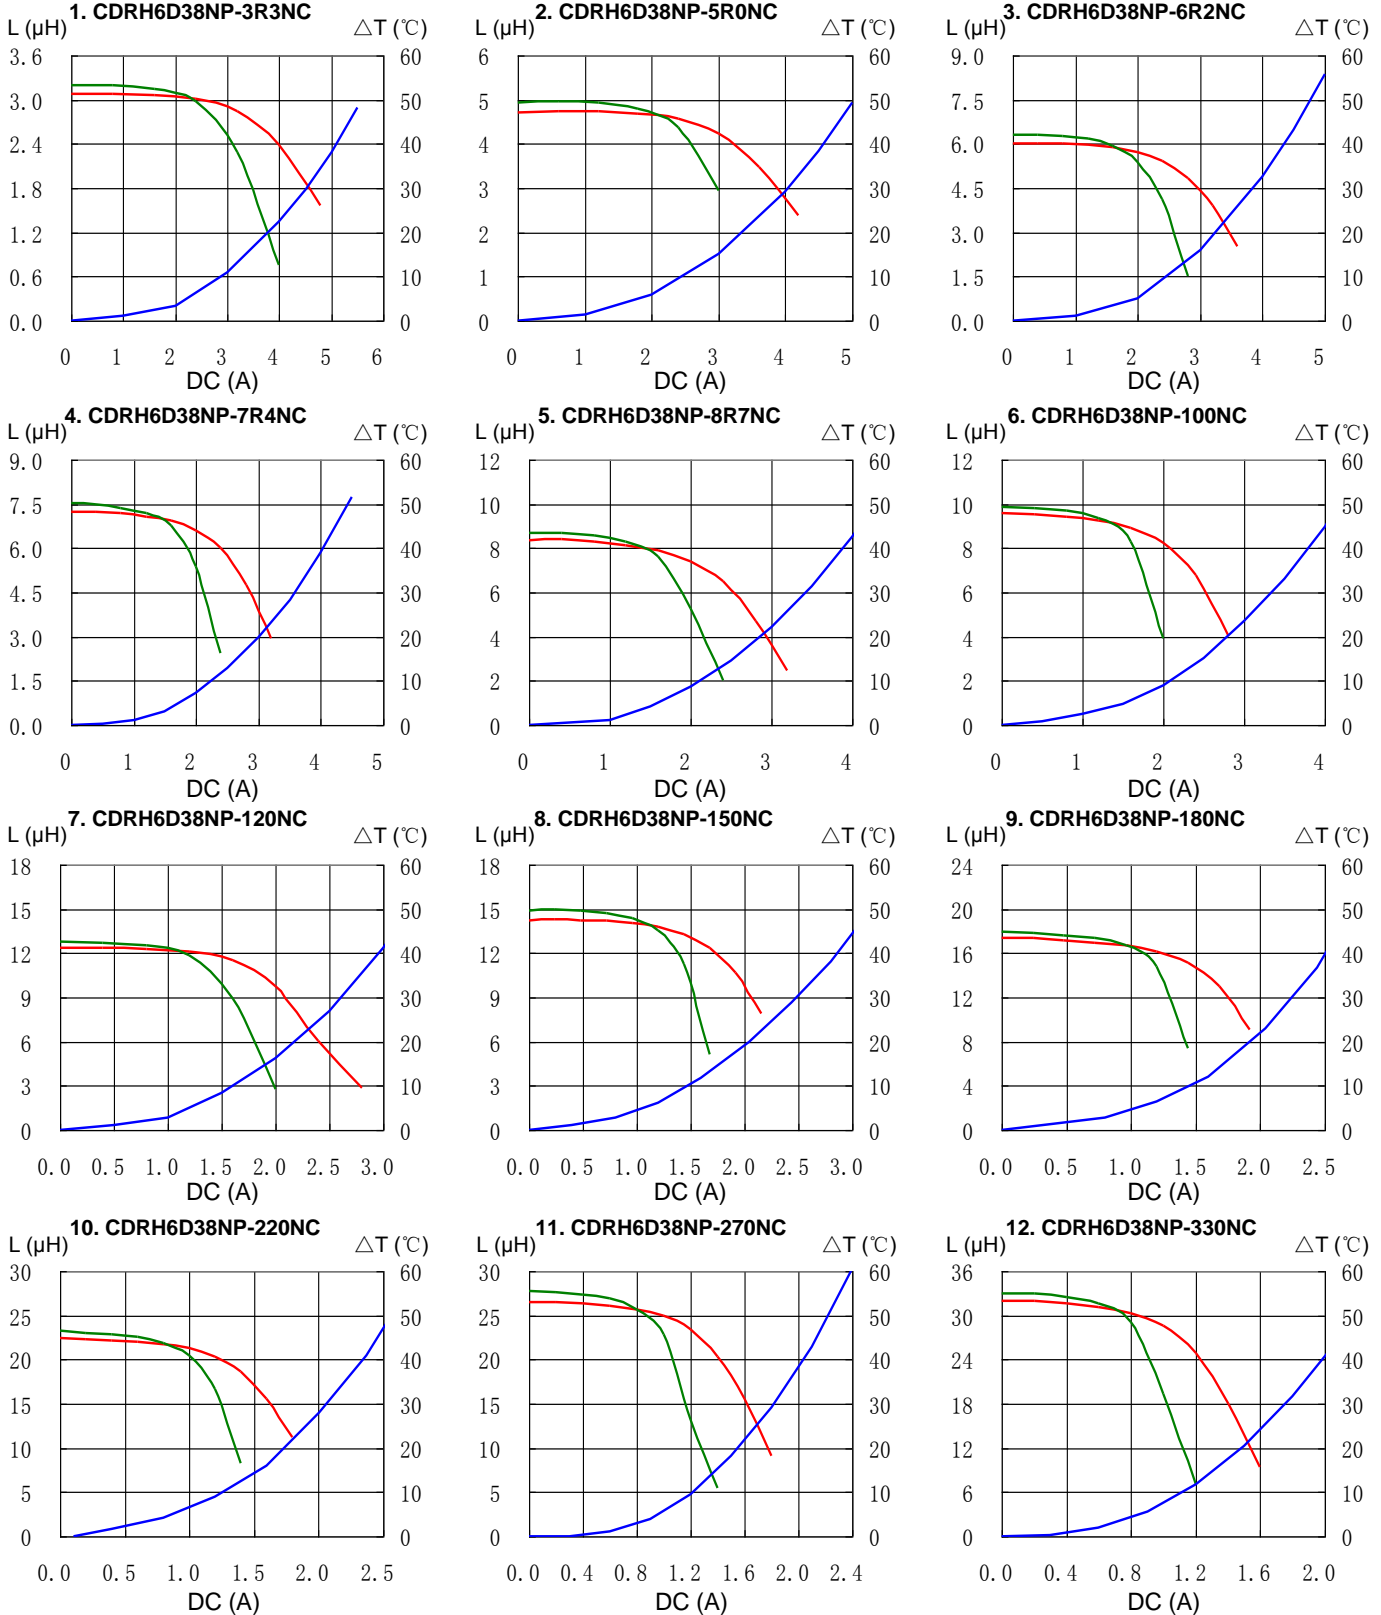 1. CDRH6D38NP-3R3NC
L (μH) △T (℃)
3.6 60
3.0 50
2.4 40
1.8 30
1.2 20
0.6 10
0.0 0
0 1 2 3 4 5 6
DC (A)
2. CDRH6D38NP-5R0NC
L (μH) △T (℃)
6 60
5 50
4 40
3 30
2 20
1 10
0 0
0 1 2 3 4 5
DC (A)
3. CDRH6D38NP-6R2NC
L (μH) △T (℃)
9.0 60
7.5 50
6.0 40
4.5 30
3.0 20
1.5 10
0.0 0
0 1 2 3 4 5
DC (A)
4. CDRH6D38NP-7R4NC
L (μH) △T (℃)
9.0 60
7.5 50
6.0 40
4.5 30
3.0 20
1.5 10
0.0 0
0 1 2 3 4 5
DC (A)
5. CDRH6D38NP-8R7NC
L (μH) △T (℃)
12 60
10 50
8 40
6 30
4 20
2 10
0 0
0 1 2 3 4
DC (A)
6. CDRH6D38NP-100NC
L (μH) △T (℃)
12 60
10 50
8 40
6 30
4 20
2 10
0 0
0 1 2 3 4
DC (A)
7. CDRH6D38NP-120NC
L (μH) △T (℃)
18 60
15 50
12 40
9 30
6 20
3 10
0 0
0.0 0.5 1.0 1.5 2.0 2.5 3.0
DC (A)
8. CDRH6D38NP-150NC
L (μH) △T (℃)
18 60
15 50
12 40
9 30
6 20
3 10
0 0
0.0 0.5 1.0 1.5 2.0 3.0
DC (A)
9. CDRH6D38NP-180NC
L (μH) △T (℃)
24 60
20 50
16 40
12 30
8 20
4 10
0 0
0.0 0.5 1.0 1.5 2.0 2.5
DC (A)
10. CDRH6D38NP-220NC
L (μH) △T (℃)
30 60
25 50
20 40
15 30
10 20
5 10
0 0
0.0 0.5 1.0 1.5 2.0 2.5
DC (A)
11. CDRH6D38NP-270NC
L (μH) △T (℃)
30 60
25 50
20 40
15 30
10 20
5 10
0 0
0.0 0.4 0.8 1.2 1.6 2.0 2.4
DC (A)
12. CDRH6D38NP-330NC
L (μH) △T (℃)
36 60
30 50
24 40
18 30
12 20
6 10
0 0
0.0 0.4 0.8 1.2 1.6 2.0
DC (A)